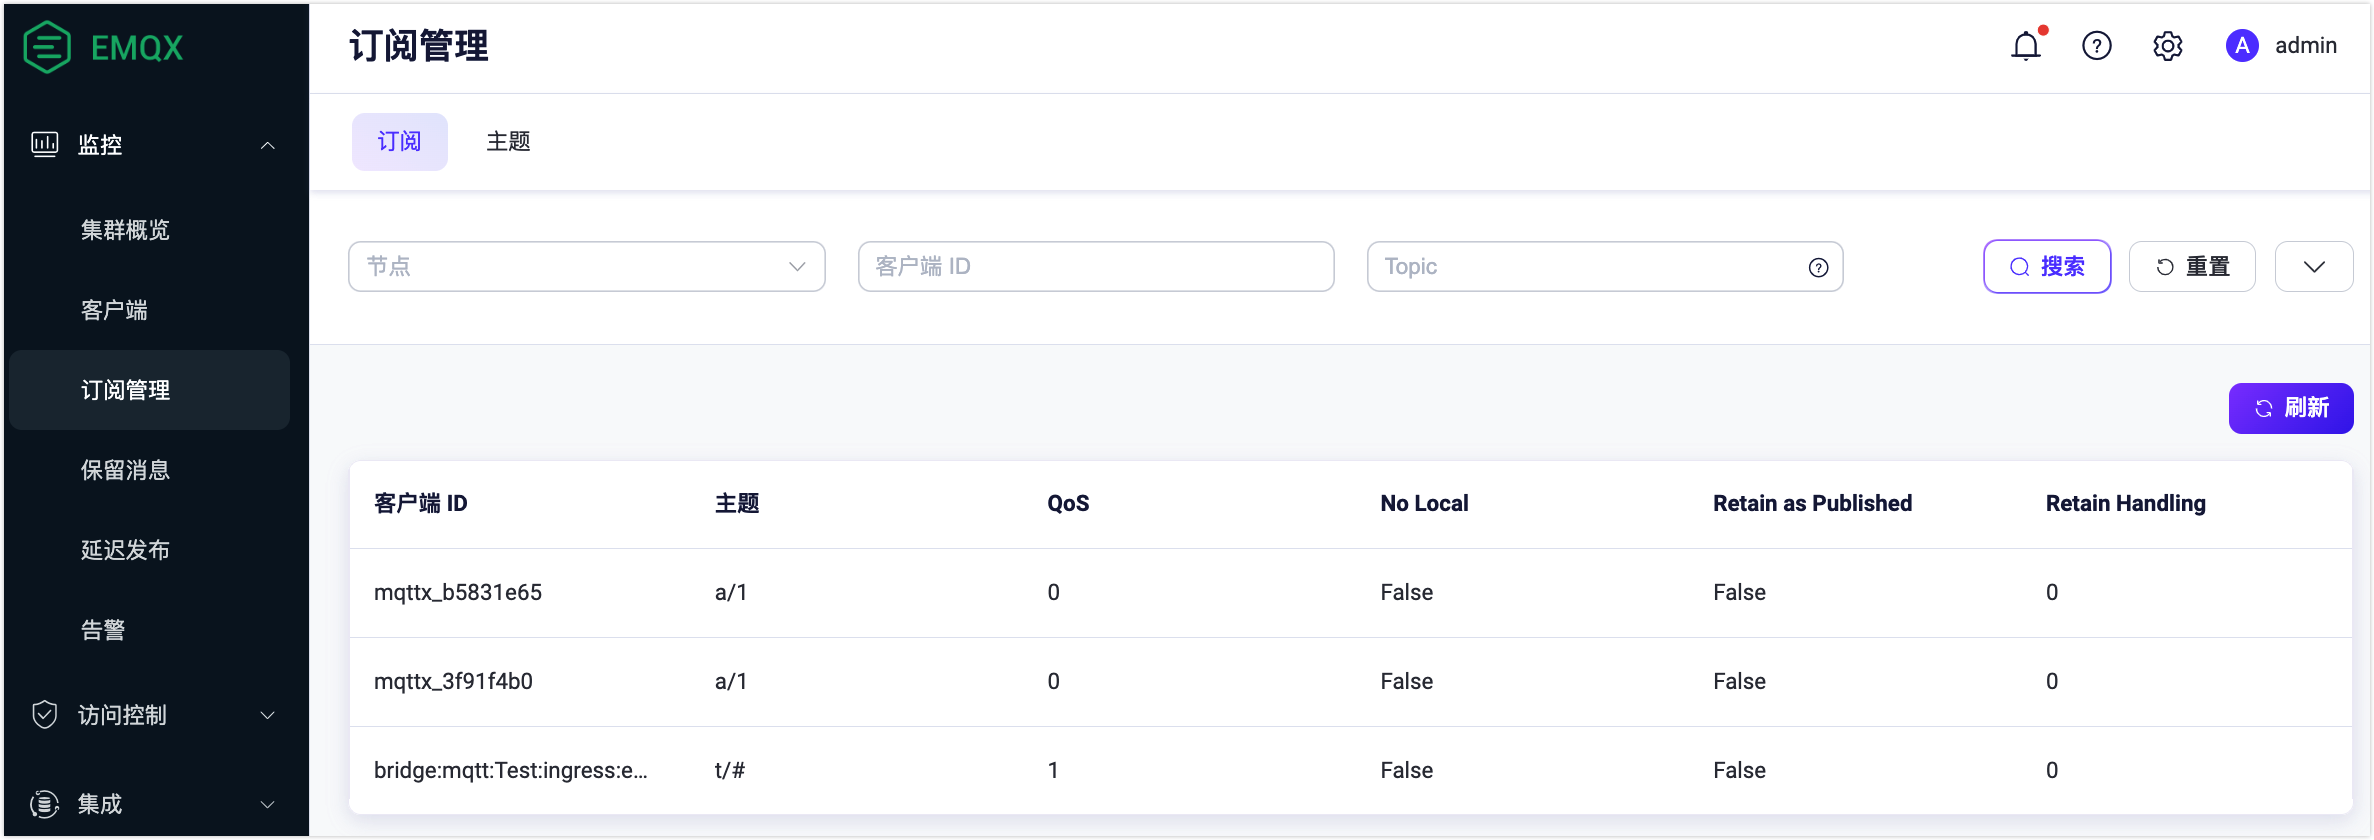 EMQX
监控
集群概览
客户端
订阅管理
保留消息
延迟发布
告警
访问控制
集成
订阅管理
A admin
订阅 主题
节点 客户端 ID Topic 搜索 重置
刷新
客户端 ID 主题 QoS No Local Retain as Published Retain Handling
mqttx_b5831e65 a/1 0 False False 0
mqttx_3f91f4b0 a/1 0 False False 0
bridge:mqtt:Test:ingress:e... t/# 1 False False 0